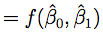 = f(β̂₀, β̂₁)